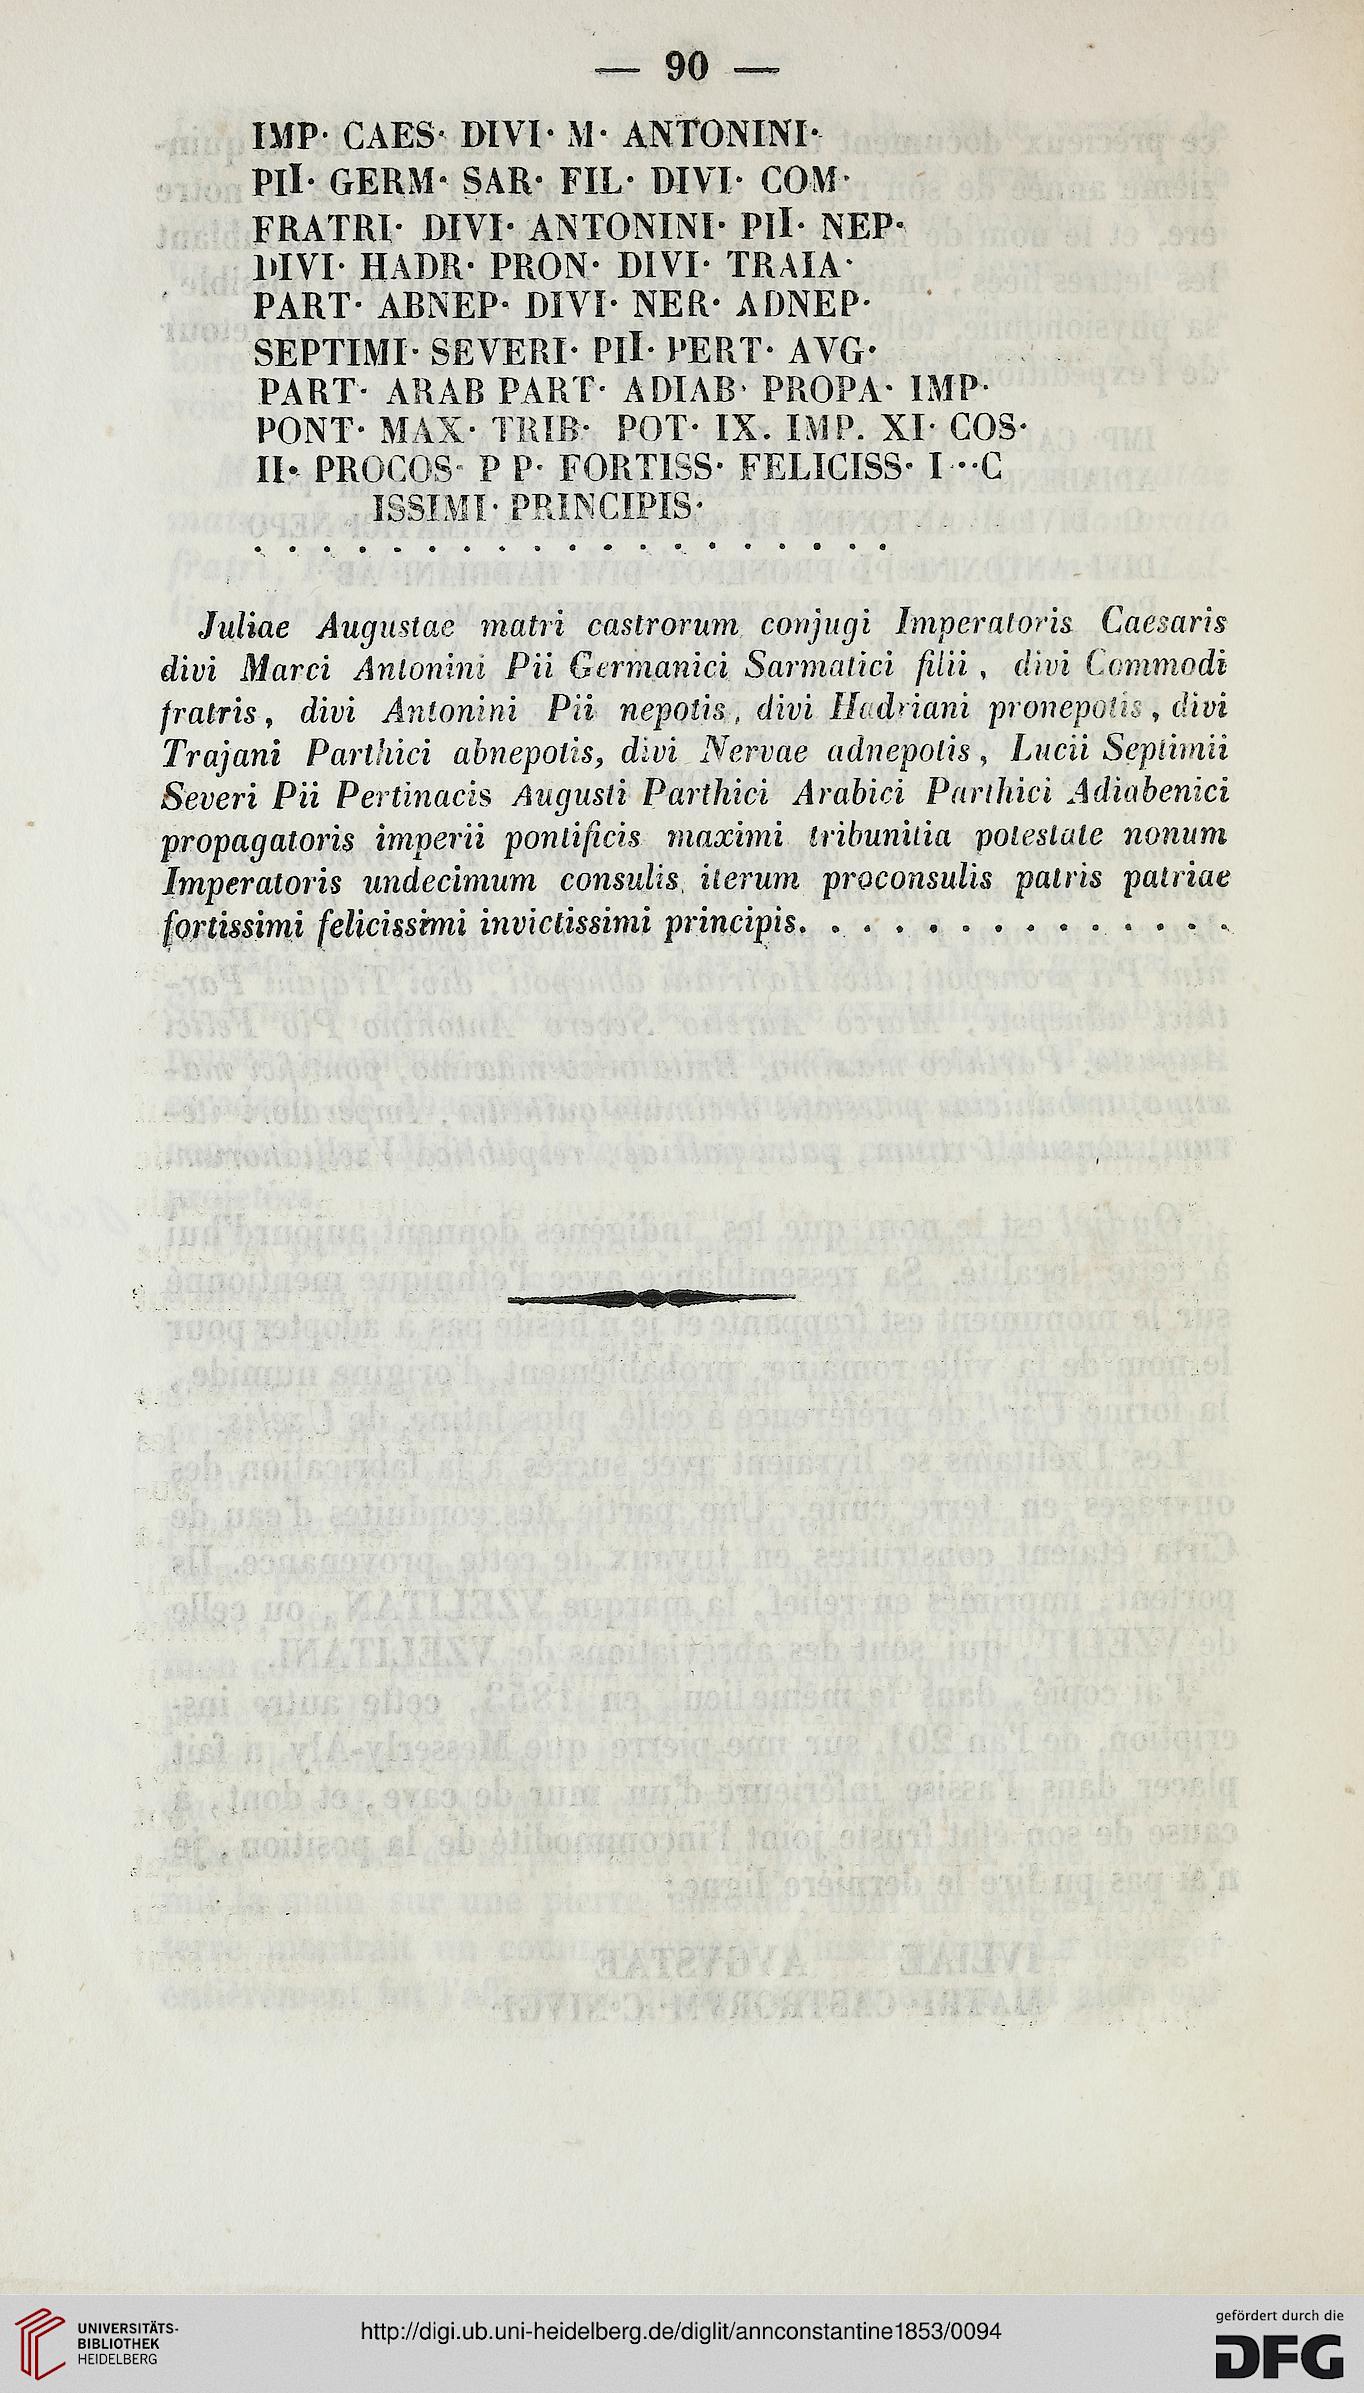 — 90 —
IMP· CAES· DIVI· M· ANTONINI·
PII· GERM· SAR· FIL· DIVI· COM·
FRATRI· DIVI· ANTONINI· PII· NEP·
DIVI· HADR· PRON· DIVI· TRAIA·
PART· ABNEP· DIVI· NER· ADNEP·
SEPTIMI· SEVERI· PII· PERT· AVG·
PART· ARAB PART· ADIAB· PROPA· IMP·
PONT· MAX· TRIB· POT· IX. IMP. XI· COS·
II· PROCOS· P P· FORTISS· FELICISS· I··C
ISSIMI· PRINCIPIS·
. . . . . . . . . . . . . . . . . . .
Juliae Augustae matri castrorum conjugi Imperatoris Caesaris
divi Marci Antonini Pii Germanici Sarmatici filii, divi Commodi
fratris, divi Antonini Pii nepotis, divi Hadriani pronepotis, divi
Trajani Parthici abnepotis, divi Nervae adnepotis, Lucii Septimii
Severi Pii Pertinacis Augusti Parthici Arabici Parthici Adiabenici
propagatoris imperii pontificis maximi tribunitia potestate nonum
Imperatoris undecimum consulis iterum proconsulis patris patriae
fortissimi felicissimi invictissimi principis. . . . . . . . . . . . . .
UNIVERSITÄTS-
BIBLIOTHEK
HEIDELBERG
http://digi.ub.uni-heidelberg.de/diglit/annconstantine1853/0094
gefördert durch die
DFG